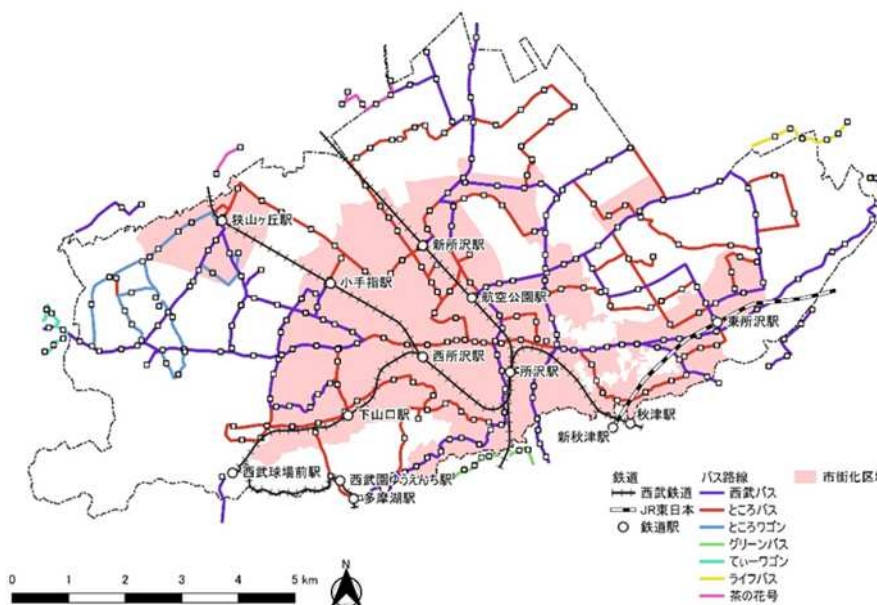 狭山ヶ丘駅
新所沢駅
小手指駅
航空公園駅
東所沢駅
西所沢駅
所沢駅
下山口駅
秋津駅
新秋津駅
西武球場前駅
西武園ゆうえんち駅
多摩湖駅
鉄道
西武鉄道
JR東日本
鉄道駅
バス路線
西武バス
ところバス
ところワゴン
グリーンバス
てぃーワゴン
ライフバス
茶の花号
市街化区域
0 1 2 3 4 5 km
N